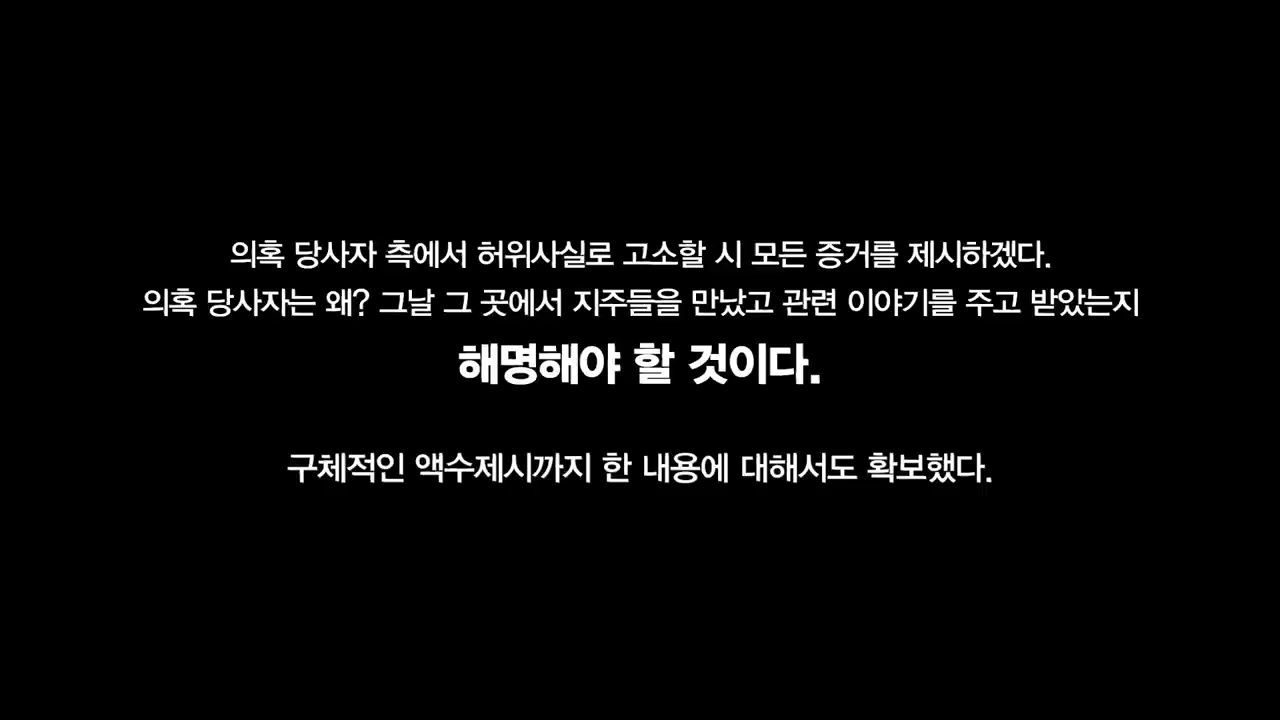 의혹 당사자 측에서 허위사실로 고소할 시 모든 증거를 제시하겠다.
의혹 당사자는 왜? 그날 그 곳에서 지주들을 만났고 관련 이야기를 주고 받았는지
해명해야 할 것이다.
구체적인 액수제시까지 한 내용에 대해서도 확보했다.